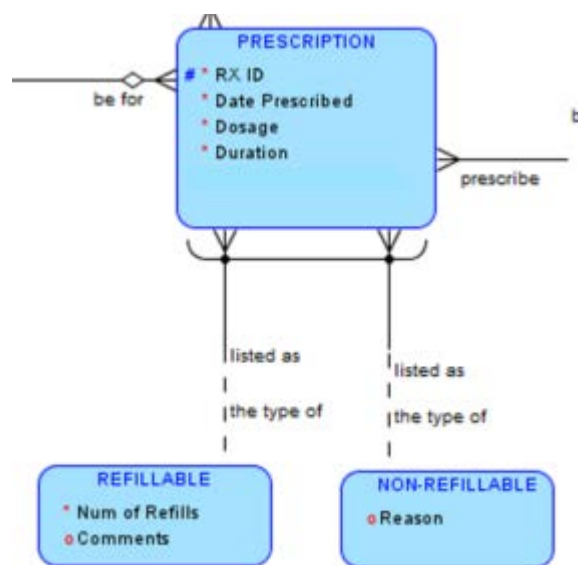 PRESCRIPTION
# * RX ID
* Date Prescribed
* Dosage
* Duration
be for
b
prescribe
listed as
the type of
listed as
the type of
REFILLABLE
* Num of Refills
o Comments
NON-REFILLABLE
o Reason